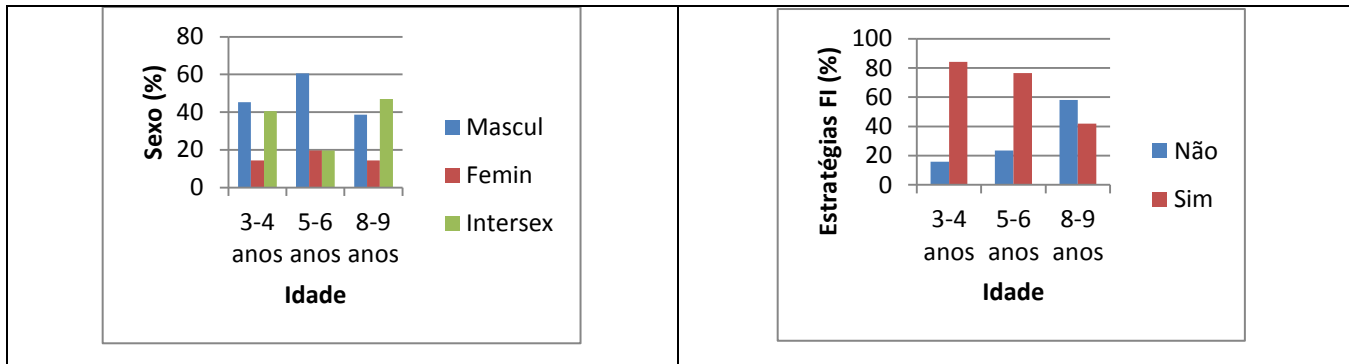 80
60
40
20
0
Sexo (%)
3-4
anos
5-6
anos
8-9
anos
Idade
Mascul
Femin
Intersex
100
80
60
40
20
0
Estratégias FI (%)
3-4
anos
5-6
anos
8-9
anos
Idade
Não
Sim